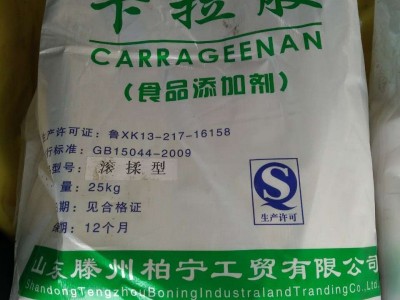 卡拉胶
CARRAGEENAN
(食品添加剂)
生产许可证：鲁XK13-217-16158
行标准：GB15044-2009
型号：滚揉型
量：25kg
期：见合格证
期：12个月
QS
生产许可
山东滕州柏宁工贸有限公司
ShandongTengzhouBoningIndustralandTrandingCo.,Ltd.